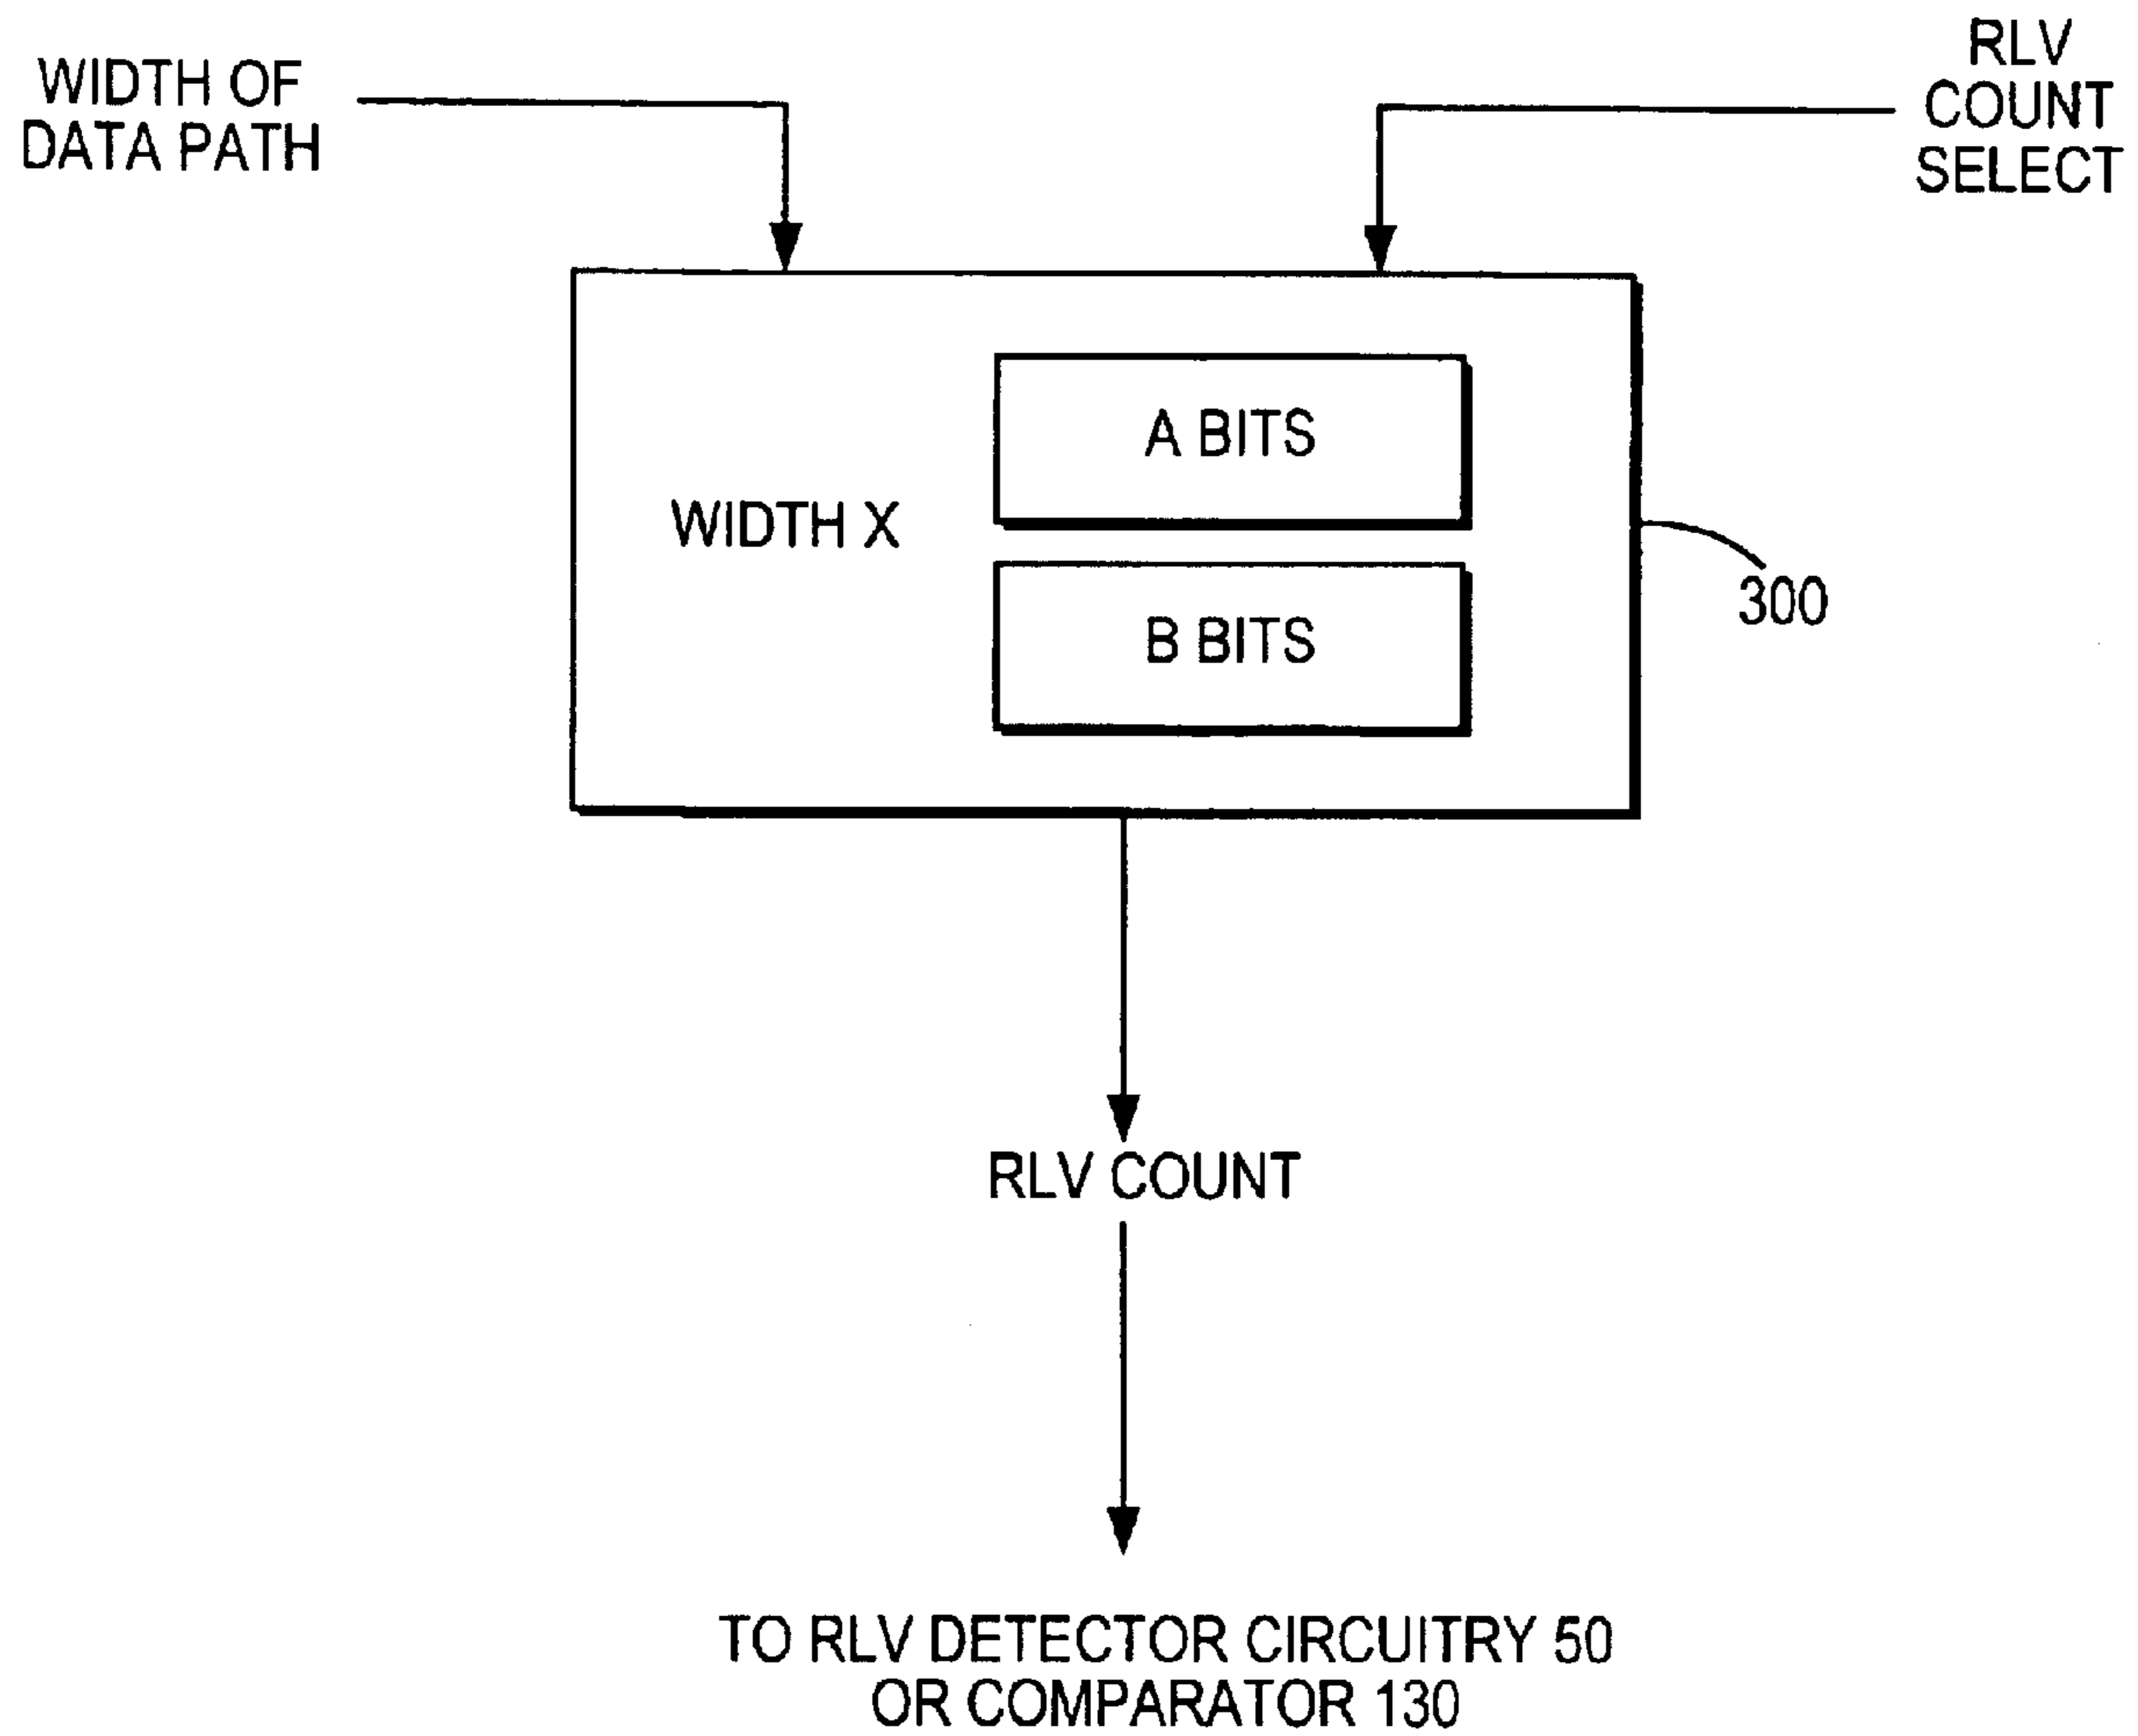 WIDTH OF
DATA PATH
RLV
COUNT
SELECT
A BITS
WIDTH X
B BITS
300
RLV COUNT
TO RLV DETECTOR CIRCUITRY 50
OR COMPARATOR 130